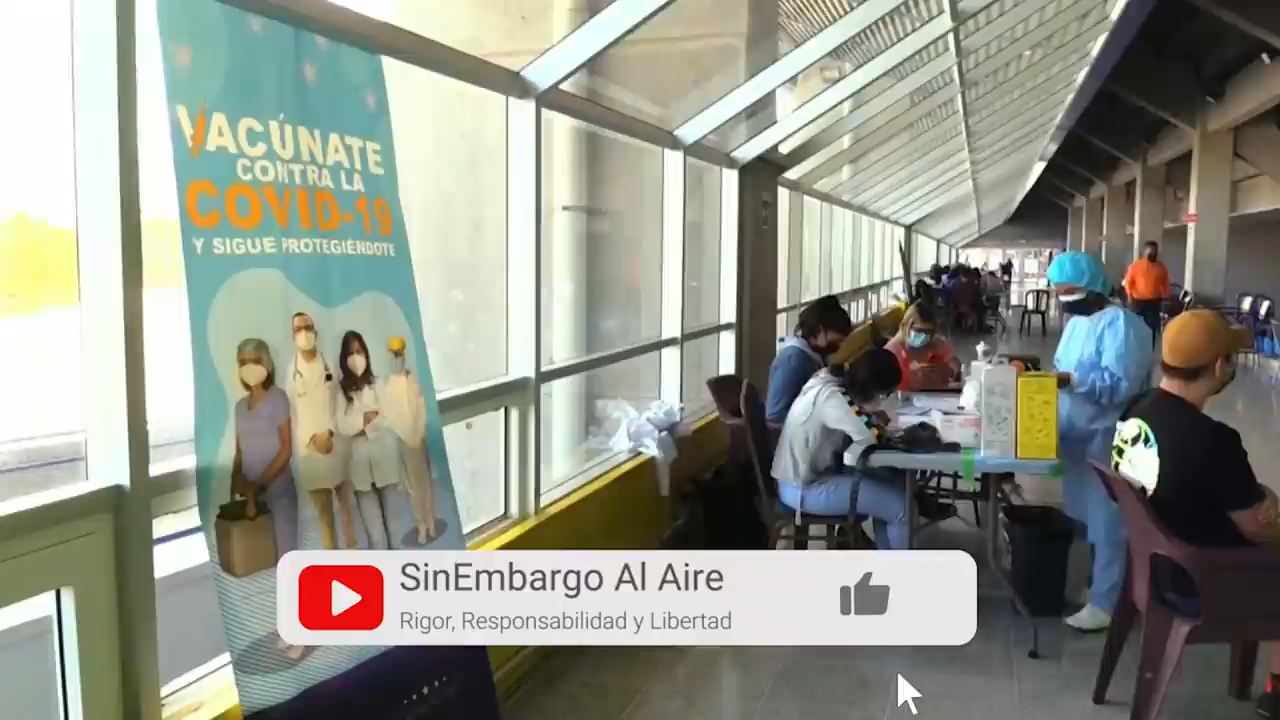 VACÚNATE
CONTRA LA
COVID-19
Y SIGUE PROTEGIÉNDOTE
SinEmbargo Al Aire
Rigor, Responsabilidad y Libertad